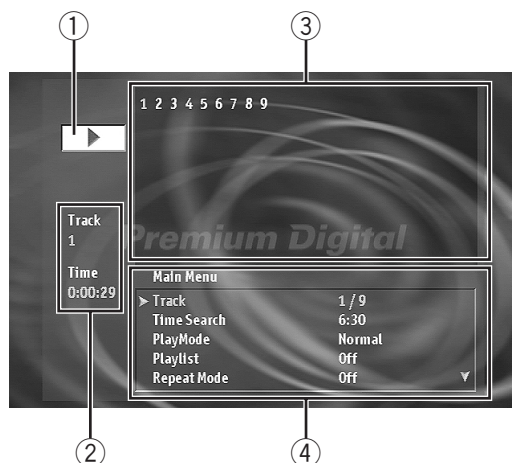 ① ③
1 2 3 4 5 6 7 8 9
Track
1
Premium Digital
Time
0:00:29
Main Menu
Track 1 / 9
Time Search 6:30
PlayMode Normal
Playlist Off
Repeat Mode Off
② ④